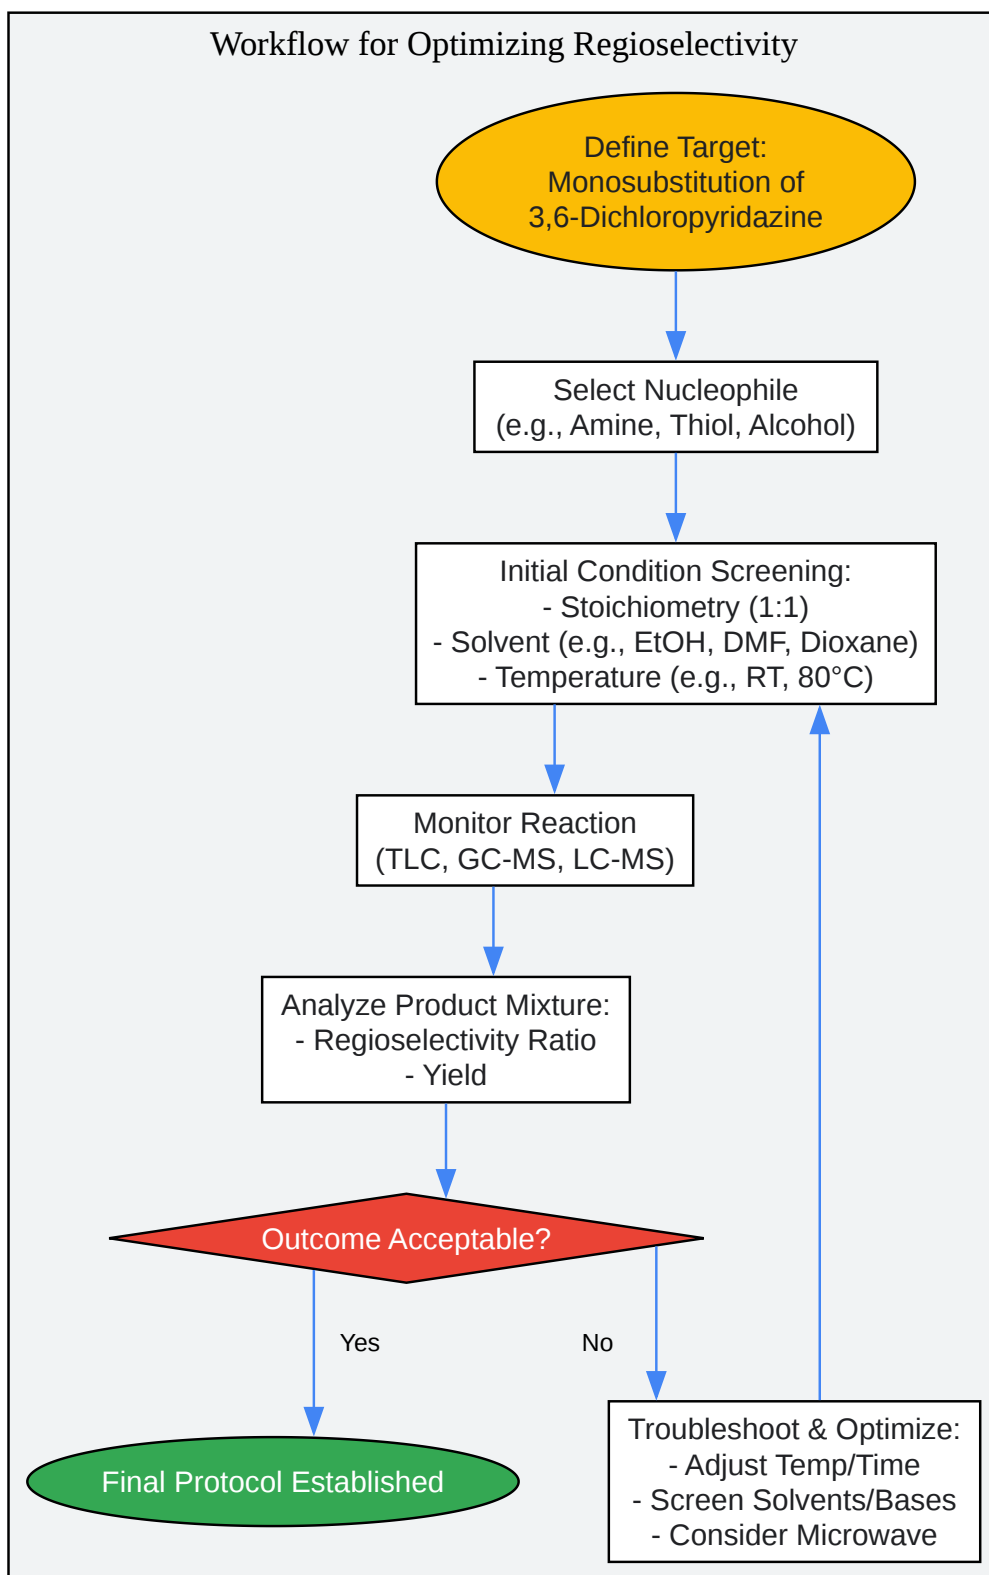 Workflow for Optimizing Regioselectivity
Define Target:
Monosubstitution of
3,6-Dichloropyridazine
Select Nucleophile
(e.g., Amine, Thiol, Alcohol)
Initial Condition Screening:
- Stoichiometry (1:1)
- Solvent (e.g., EtOH, DMF, Dioxane)
- Temperature (e.g., RT, 80°C)
Monitor Reaction
(TLC, GC-MS, LC-MS)
Analyze Product Mixture:
- Regioselectivity Ratio
- Yield
Outcome Acceptable?
Yes
No
Final Protocol Established
Troubleshoot & Optimize:
- Adjust Temp/Time
- Screen Solvents/Bases
- Consider Microwave